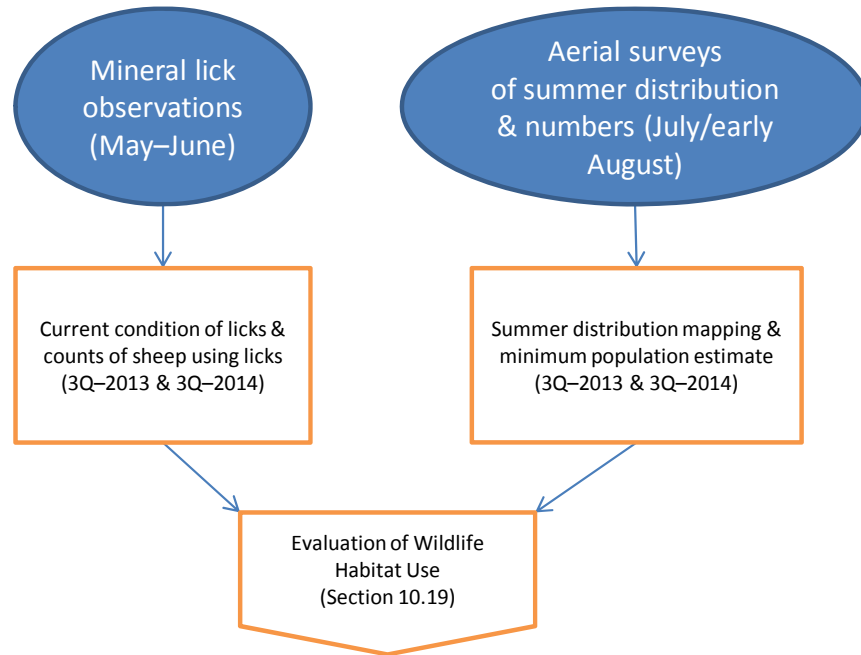 Mineral lick
observations
(May–June)
Aerial surveys
of summer distribution
& numbers (July/early
August)
Current condition of licks &
counts of sheep using licks
(3Q–2013 & 3Q–2014)
Summer distribution mapping &
minimum population estimate
(3Q–2013 & 3Q–2014)
Evaluation of Wildlife
Habitat Use
(Section 10.19)